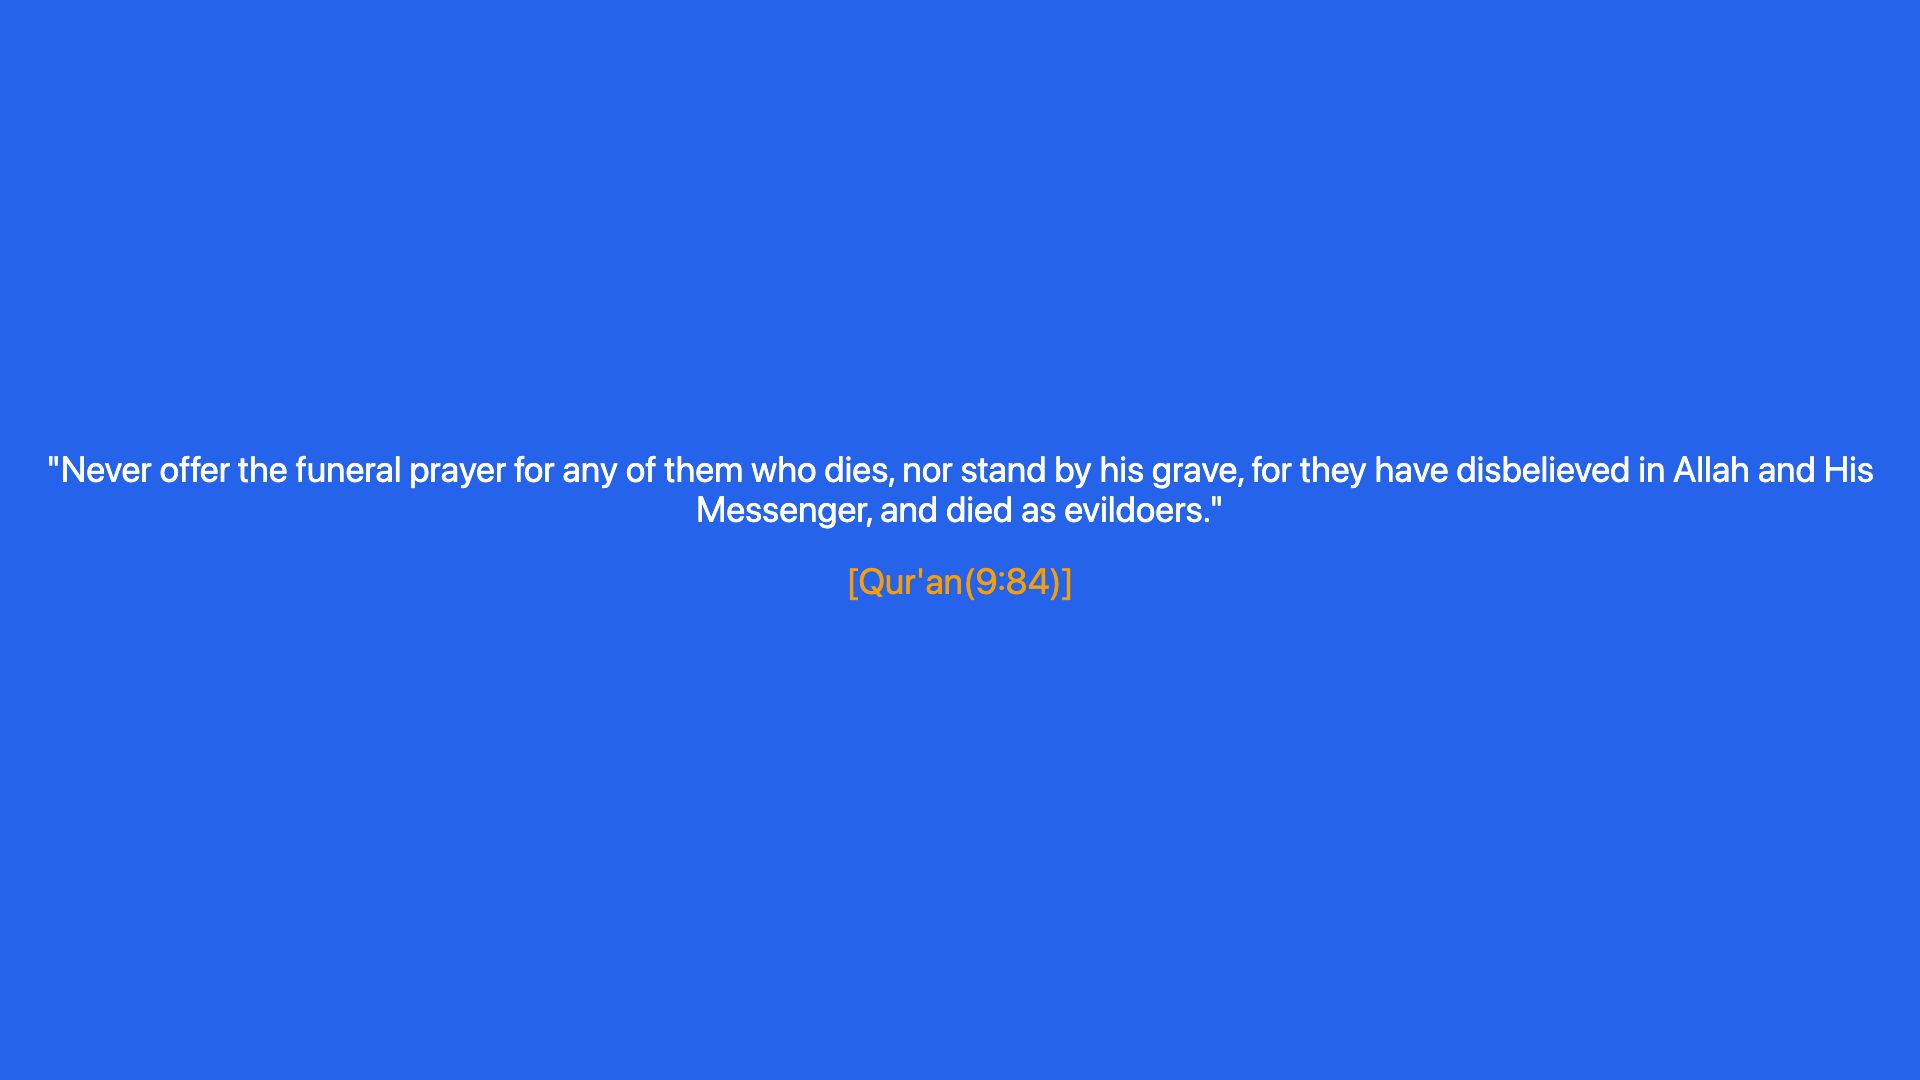 "Never offer the funeral prayer for any of them who dies, nor stand by his grave, for they have disbelieved in Allah and His
Messenger, and died as evildoers."
[Qur'an(9:84)]